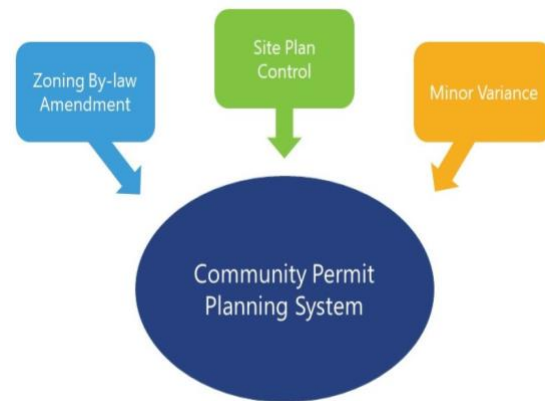 Zoning By-law
Amendment
Site Plan
Control
Minor Variance
Community Permit
Planning System